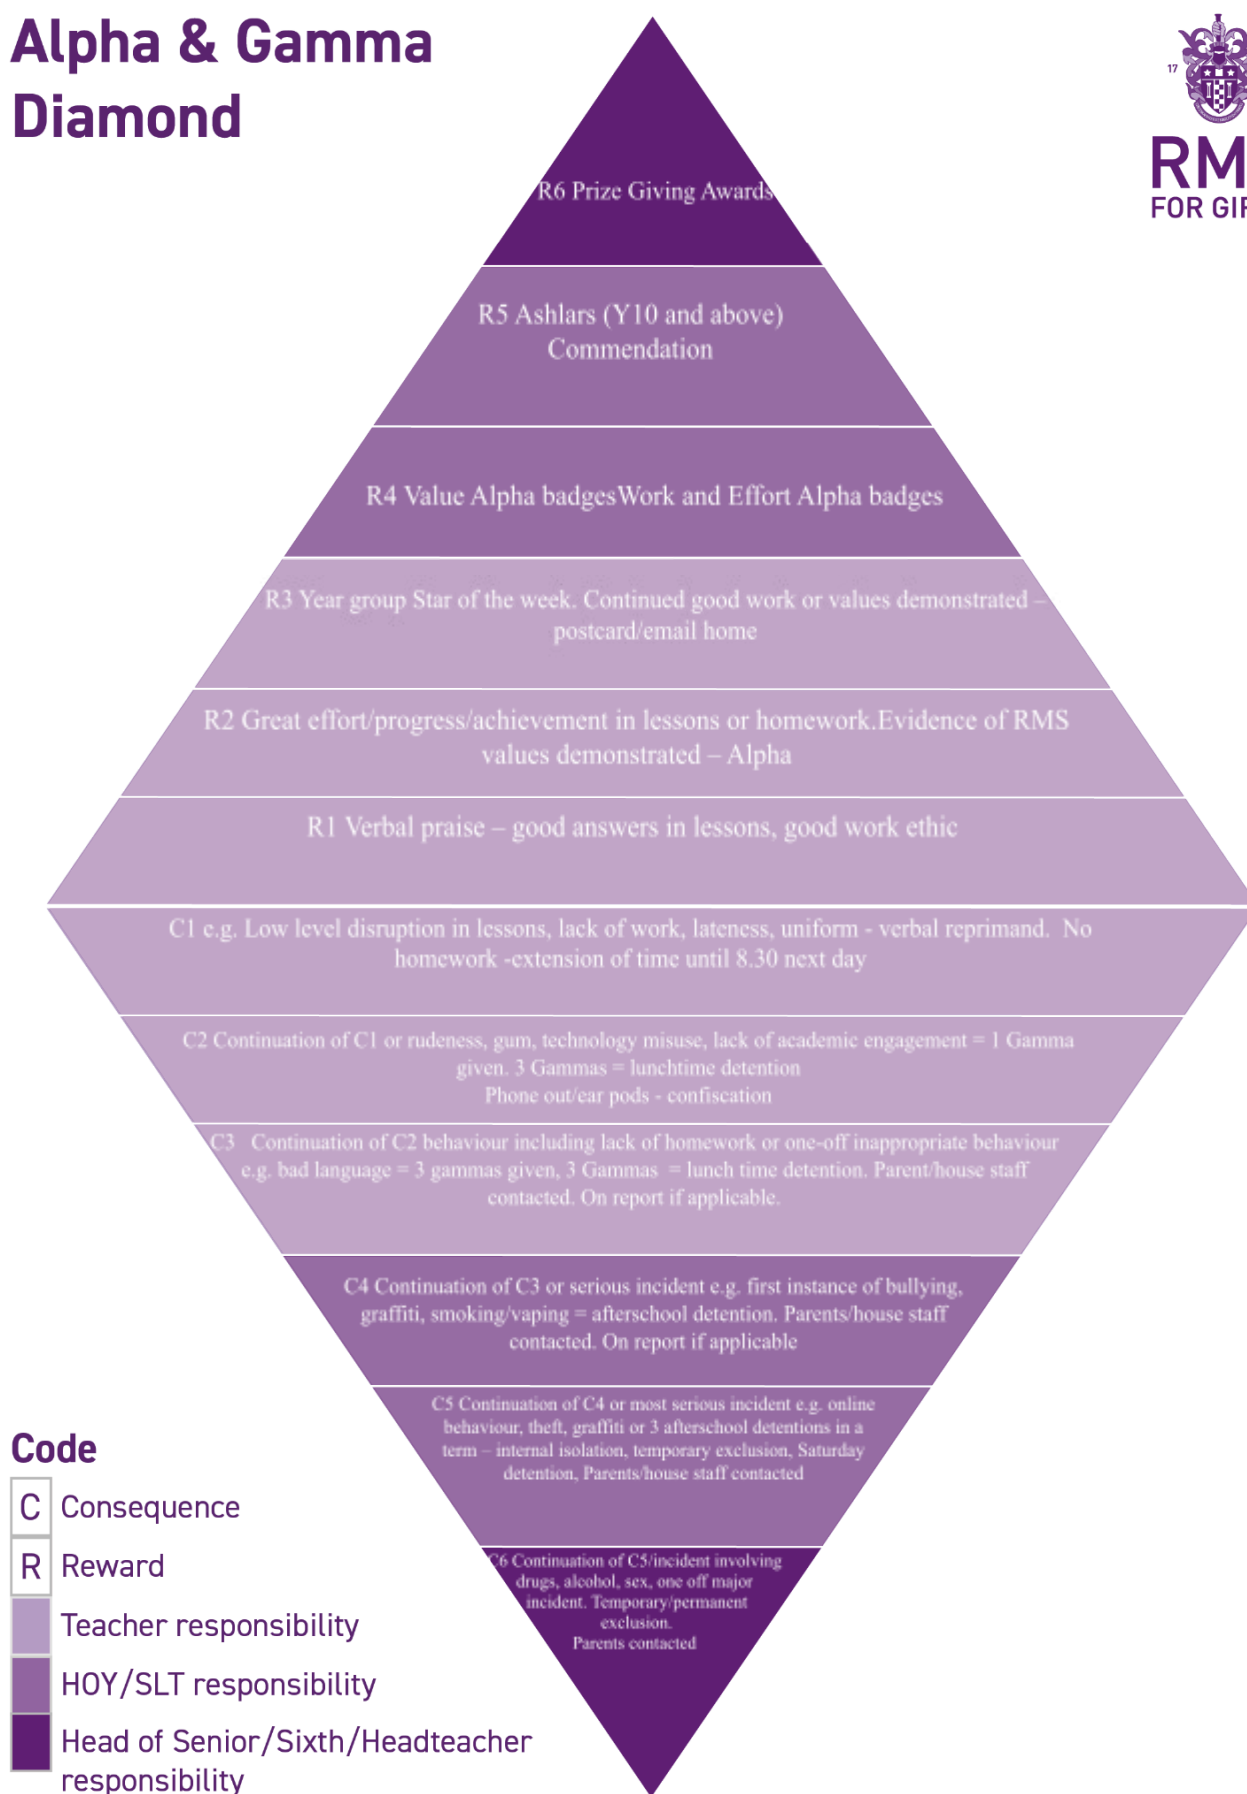 Alpha & Gamma
Diamond
17
RM
FOR GIR
R6 Prize Giving Awards
R5 Ashlars (Y10 and above)
Commendation
R4 Value Alpha badgesWork and Effort Alpha badges
R3 Year group Star of the week. Continued good work or values demonstrated –
postcard/email home
R2 Great effort/progress/achievement in lessons or homework.Evidence of RMS
values demonstrated – Alpha
R1 Verbal praise – good answers in lessons, good work ethic
C1 e.g. Low level disruption in lessons, lack of work, lateness, uniform - verbal reprimand.  No
homework -extension of time until 8.30 next day
C2 Continuation of C1 or rudeness, gum, technology misuse, lack of academic engagement = 1 Gamma
given. 3 Gammas = lunchtime detention
Phone out/ear pods - confiscation
C3   Continuation of C2 behaviour including lack of homework or one-off inappropriate behaviour
e.g. bad language = 3 gammas given, 3 Gammas  = lunch time detention. Parent/house staff
contacted. On report if applicable.
C4 Continuation of C3 or serious incident e.g. first instance of bullying,
graffiti, smoking/vaping = afterschool detention. Parents/house staff
contacted. On report if applicable
C5 Continuation of C4 or most serious incident e.g. online
behaviour, theft, graffiti or 3 afterschool detentions in a
term – internal isolation, temporary exclusion, Saturday
detention, Parents/house staff contacted
C6 Continuation of C5/incident involving
drugs, alcohol, sex, one off major
incident. Temporary/permanent
exclusion.
Parents contacted
Code
C Consequence
R Reward
Teacher responsibility
HOY/SLT responsibility
Head of Senior/Sixth/Headteacher
responsibility